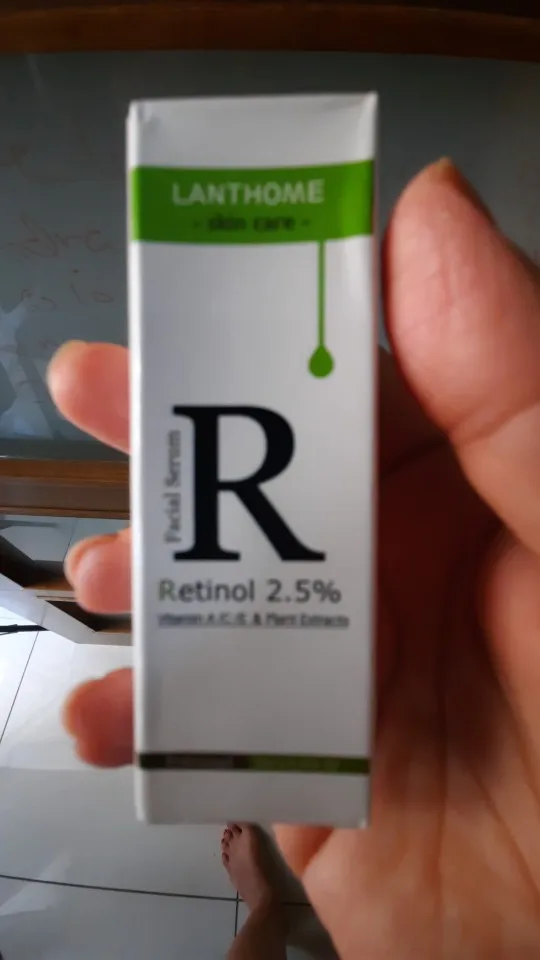 LANTHOME
- skin care -
Facial Serum
R
Retinol 2.5%
Vitamin A /C /E & Plant Extracts